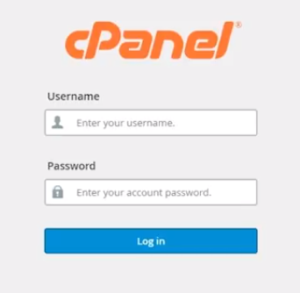 cPanel®
Username
Enter your username.
Password
Enter your account password.
Log in